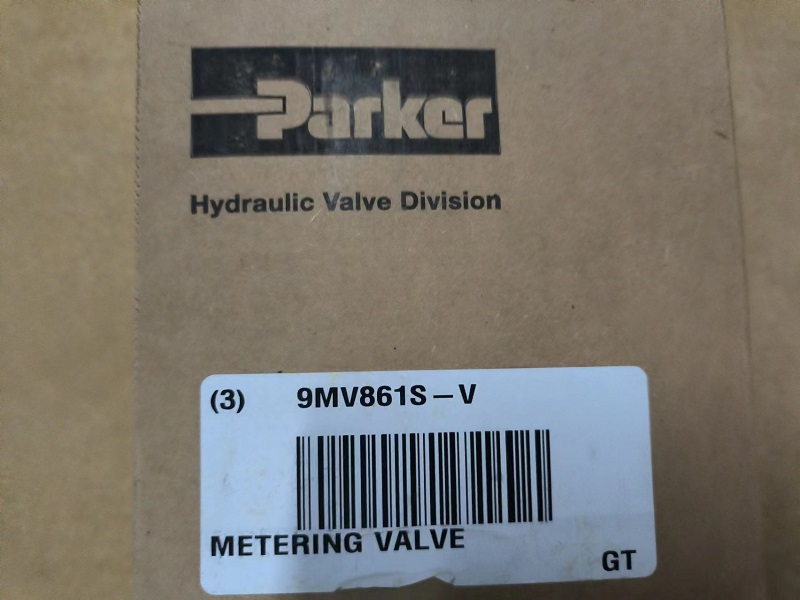 Parker
Hydraulic Valve Division
(3) 9MV861S-V
METERING VALVE
GT